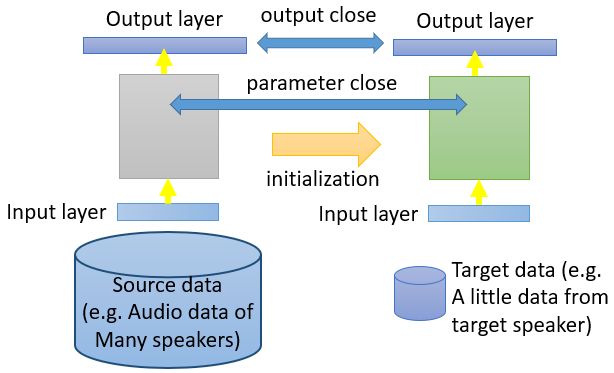 Output layer
output close
Output layer
parameter close
initialization
Input layer
Input layer
Source data
(e.g. Audio data of
Many speakers)
Target data (e.g.
A little data from
target speaker)